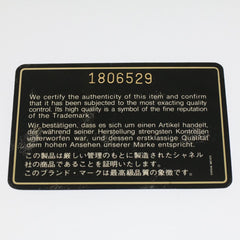 1806529
We certify the authenticity of this item and confirm
that it has been subjected to the most exacting quality
control. Its high quality is a symbol of the fine reputation
of the Trademark.
Wir bestätigen, dass es sich um einen Artikel handelt,
der während seiner Herstellung strengsten Kontrollen
unterworfen war, und dessen erstklassige Qualität
dem hohen Ansehen unserer Marke entspricht.
この製品は厳しい管理のもとに製造されたシャネル
社の商品であることを証明いたします。
このブランド・マークは最高級品質の象徴です。